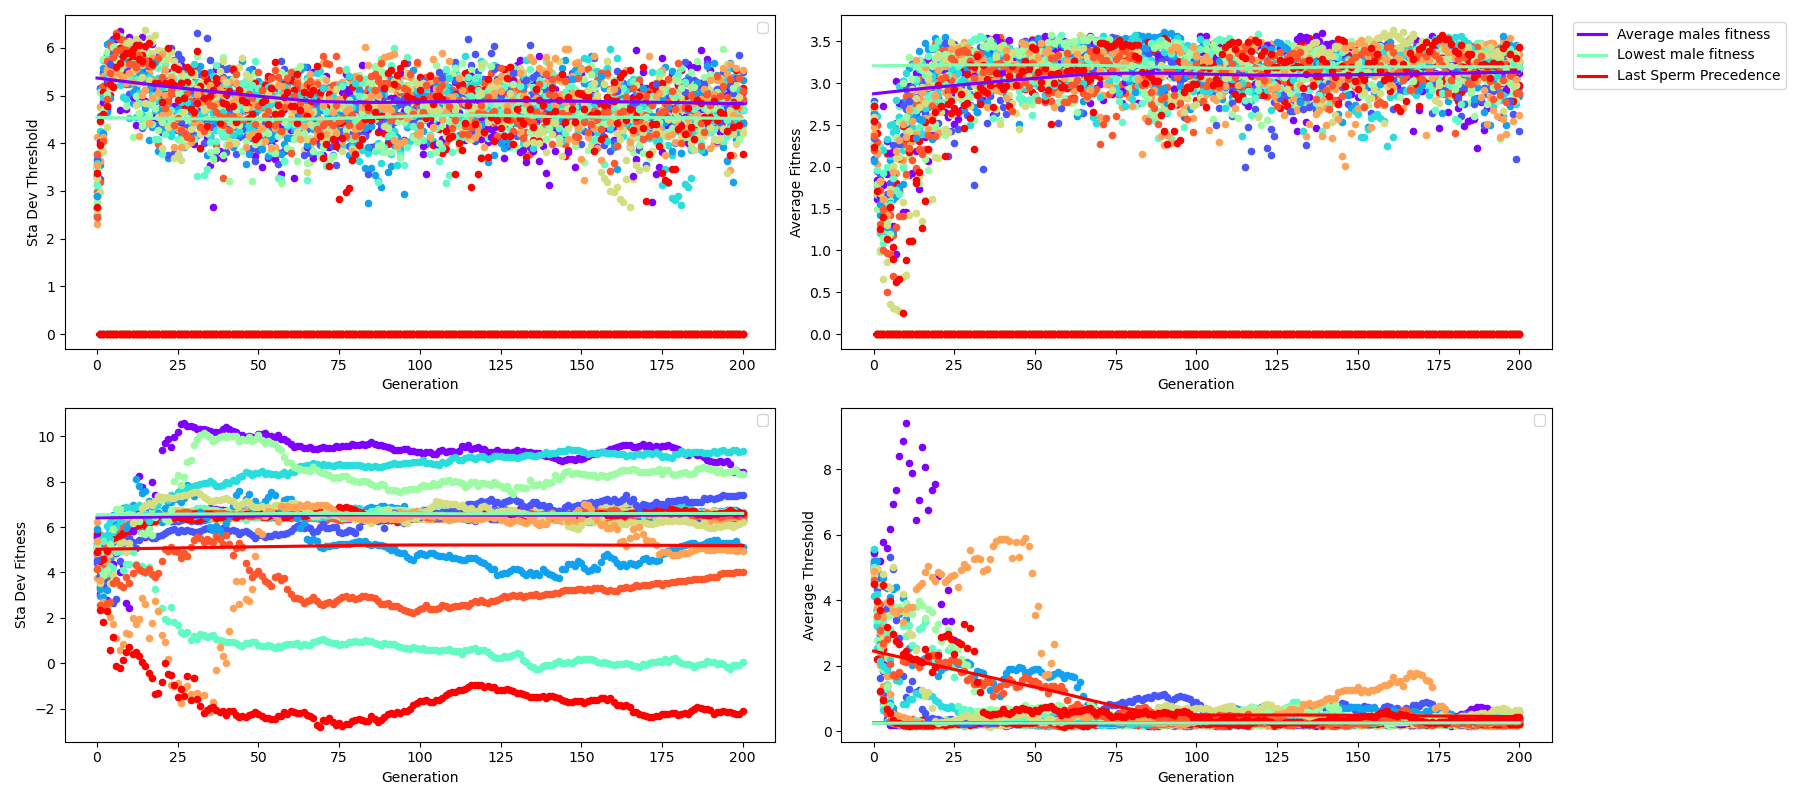 Sta Dev Threshold
6
5
4
3
2
1
0
0 25 50 75 100 125 150 175 200
Generation
Average Fitness
3.5
3.0
2.5
2.0
1.5
1.0
0.5
0.0
0 25 50 75 100 125 150 175 200
Generation
Average males fitness
Lowest male fitness
Last Sperm Precedence
Sta Dev Fitness
10
8
6
4
2
0
−2
0 25 50 75 100 125 150 175 200
Generation
Average Threshold
8
6
4
2
0
0 25 50 75 100 125 150 175 200
Generation